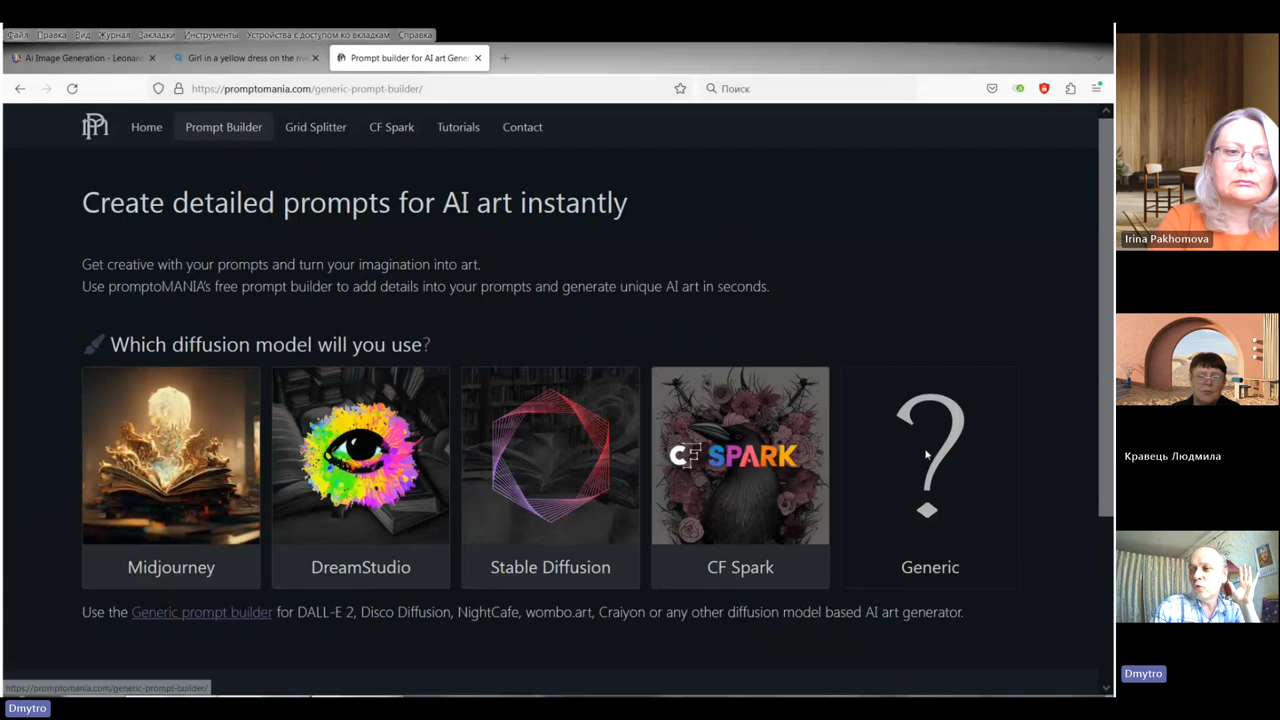 Файл Правка Вид Журнал Закладки Инструменты Устройства с доступом ко вкладкам Справка
Ai Image Generation - Leonar
Girl in a yellow dress on the riv
Prompt builder for AI art Gene
https://promptomania.com/generic-prompt-builder/
Поиск
Home
Prompt Builder
Grid Splitter
CF Spark
Tutorials
Contact
Create detailed prompts for AI art instantly
Get creative with your prompts and turn your imagination into art.
Use promptoMANIA's free prompt builder to add details into your prompts and generate unique AI art in seconds.
Which diffusion model will you use?
CF SPARK
?
Midjourney
DreamStudio
Stable Diffusion
CF Spark
Generic
Use the Generic prompt builder for DALL-E 2, Disco Diffusion, NightCafe, wombo.art, Craiyon or any other diffusion model based AI art generator.
https://promptomania.com/generic-prompt-builder/
Dmytro
Irina Pakhomova
Кравець Людмила
Dmytro